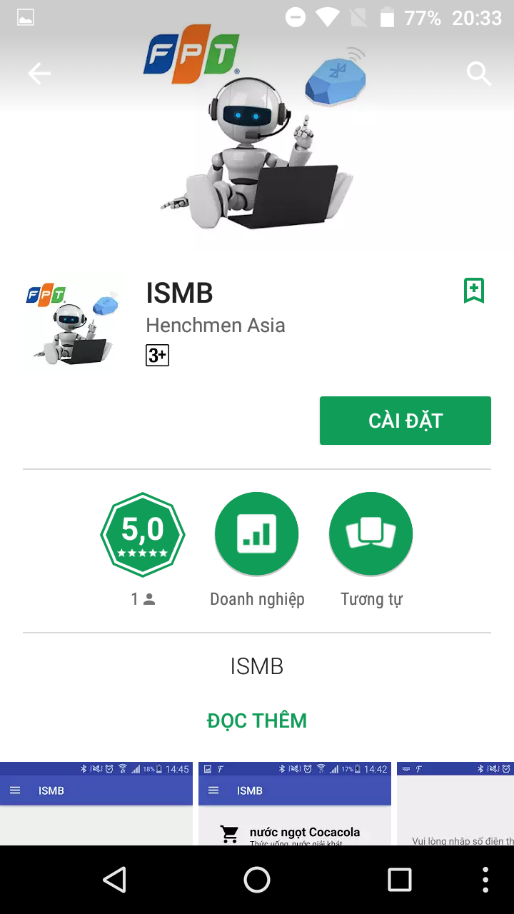 77% 20:33
FPT
FPT
ISMB
Henchmen Asia
3+
CÀI ĐẶT
5,0
1
Doanh nghiệp
Tương tự
ISMB
ĐỌC THÊM
18% 14:45
17% 14:42
ISMB
ISMB
nước ngọt Cocacola
Thức uống, nước giải khát
Vui lòng nhập số điện th